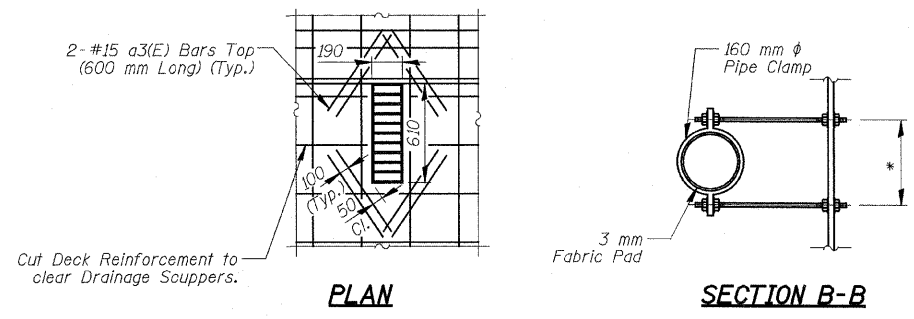 2-#15 a3(E) Bars Top
(600 mm Long) (Typ.)
190
610
100
(Typ.)
50
Cl.
Cut Deck Reinforcement to
clear Drainage Scuppers.
PLAN
160 mm ϕ
Pipe Clamp
*
3 mm
Fabric Pad
SECTION B-B